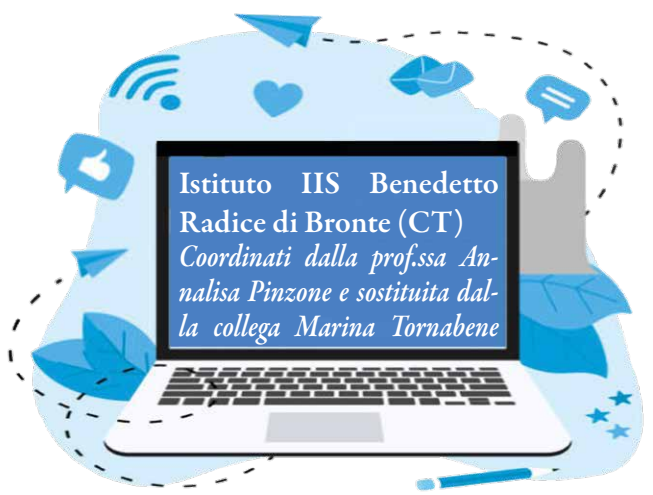 Istituto IIS Benedetto
Radice di Bronte (CT)
Coordinati dalla prof.ssa An-
nalisa Pinzone e sostituita dal-
la collega Marina Tornabene